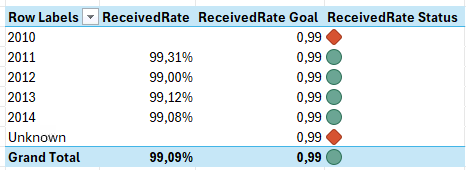 Row Labels ReceivedRate ReceivedRate Goal ReceivedRate Status
2010 0,99
2011 99,31% 0,99
2012 99,00% 0,99
2013 99,12% 0,99
2014 99,08% 0,99
Unknown 0,99
Grand Total 99,09% 0,99